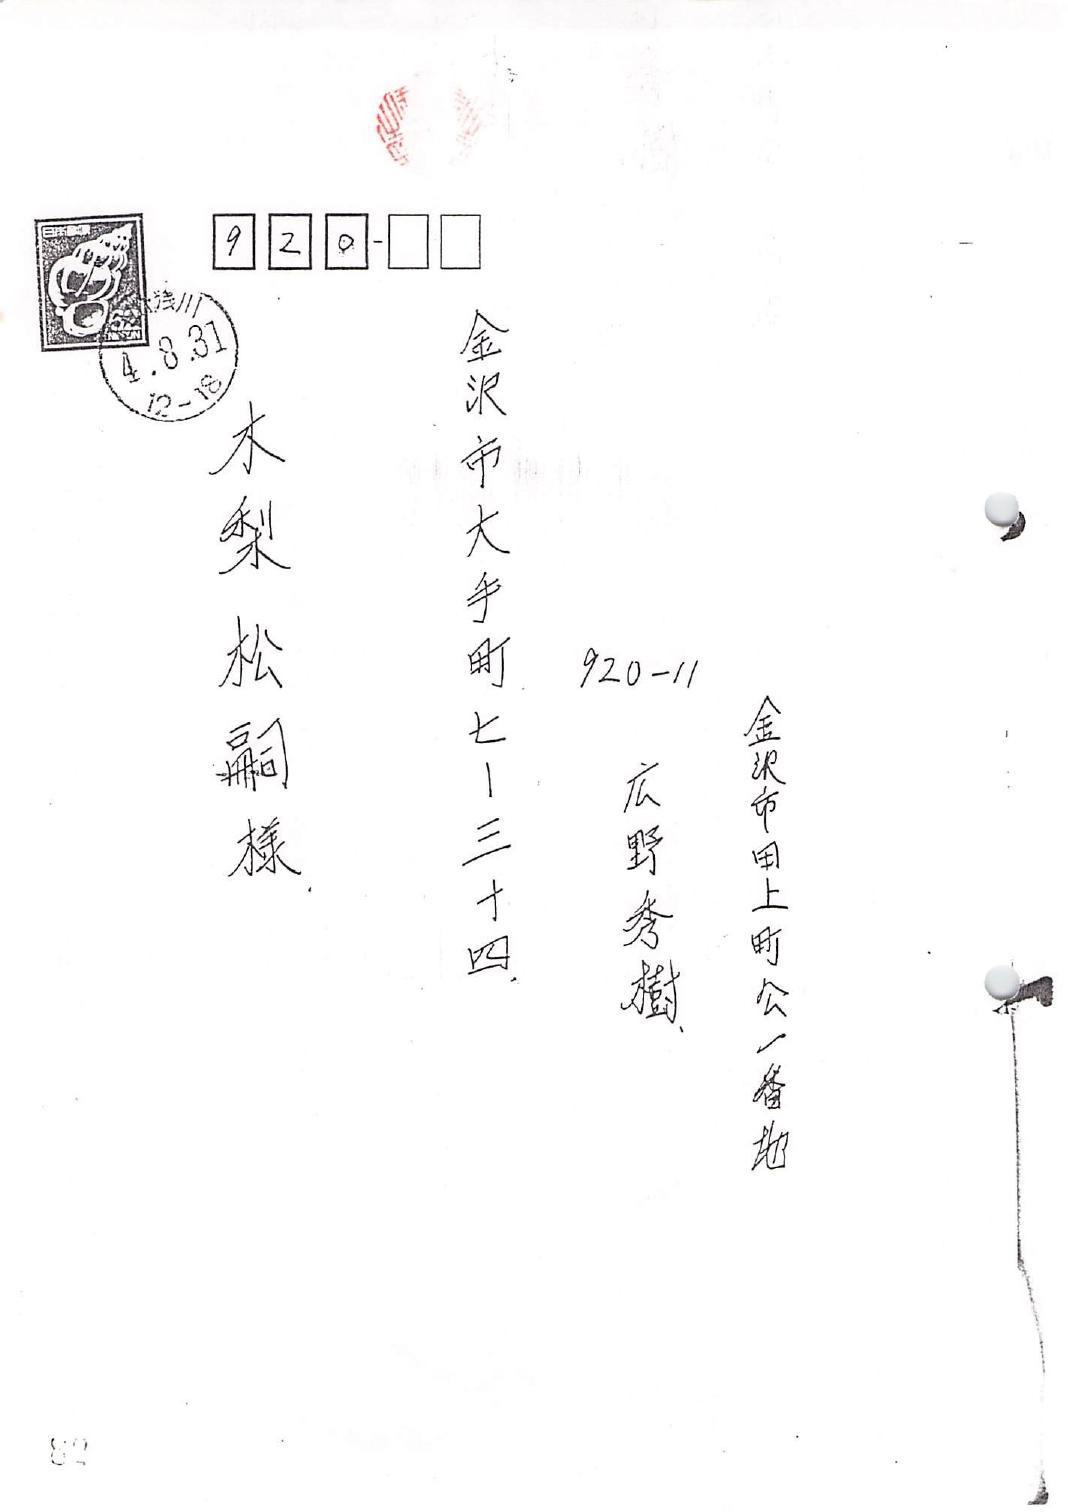 920-
金沢市大手町七ー三十四
木梨松嗣様
日本郵便
浅川
4.8.31
12-18
920-11
金沢市田上町公一番地
広野秀樹
82